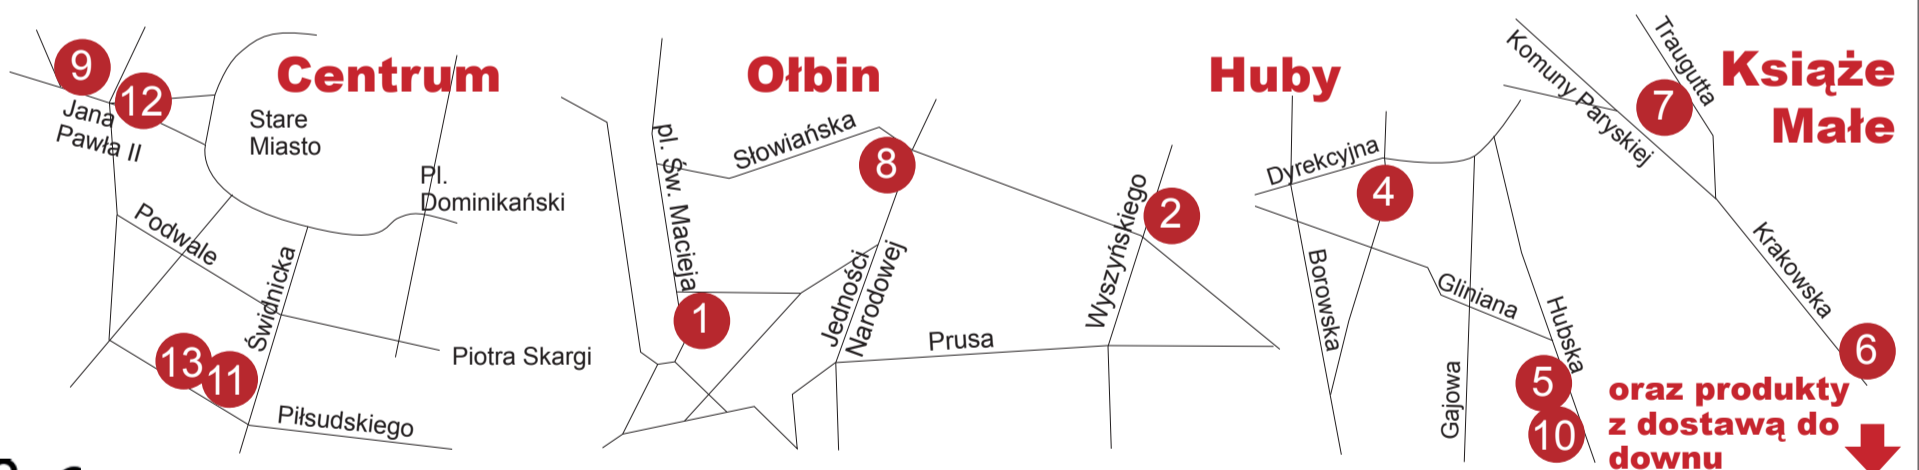 Centrum
9
12
Jana
Pawła II
Stare
Miasto
Pl.
Dominikański
Podwale
Świdnicka
13
11
Piotra Skargi
Piłsudskiego
Ołbin
pl. Św. Macieja
Słowiańska
8
2
Wyszyńskiego
1
Jedności
Narodowej
Prusa
Huby
Dyrekcyjna
4
Borowska
Gliniana
Hubska
Gajowa
5
10
Książe
Małe
Komuny Paryskiej
Traugutta
7
Krakowska
6
oraz produkty
z dostawą do
downu